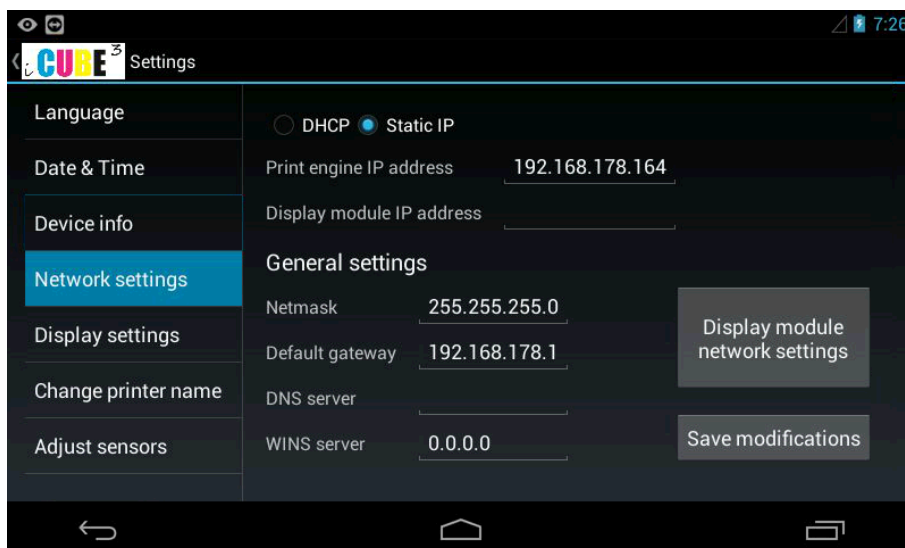 7:26
iCUBE3 Settings
Language
Date & Time
Device info
Network settings
Display settings
Change printer name
Adjust sensors
DHCP Static IP
Print engine IP address 192.168.178.164
Display module IP address
General settings
Netmask 255.255.255.0
Default gateway 192.168.178.1
DNS server
WINS server 0.0.0.0
Display module
network settings
Save modifications